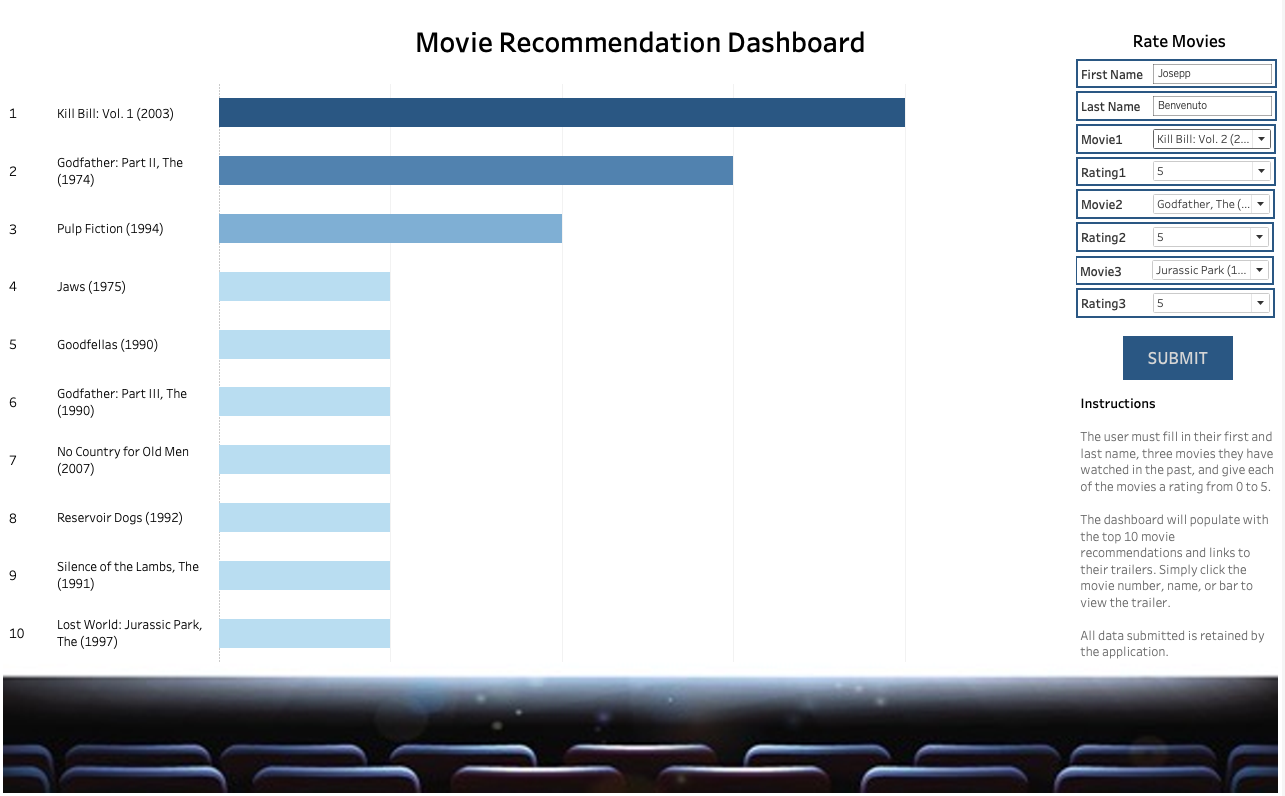 Movie Recommendation Dashboard
1
Kill Bill: Vol. 1 (2003)
2
Godfather: Part II, The
(1974)
3
Pulp Fiction (1994)
4
Jaws (1975)
5
Goodfellas (1990)
6
Godfather: Part III, The
(1990)
7
No Country for Old Men
(2007)
8
Reservoir Dogs (1992)
9
Silence of the Lambs, The
(1991)
10
Lost World: Jurassic Park,
The (1997)
Rate Movies
First Name Josepp
Last Name Benvenuto
Movie1 Kill Bill: Vol. 2 (2...
Rating1 5
Movie2 Godfather, The (...
Rating2 5
Movie3 Jurassic Park (1...
Rating3 5
SUBMIT
Instructions
The user must fill in their first and
last name, three movies they have
watched in the past, and give each
of the movies a rating from 0 to 5.
The dashboard will populate with
the top 10 movie
recommendations and links to
their trailers. Simply click the
movie number, name, or bar to
view the trailer.
All data submitted is retained by
the application.